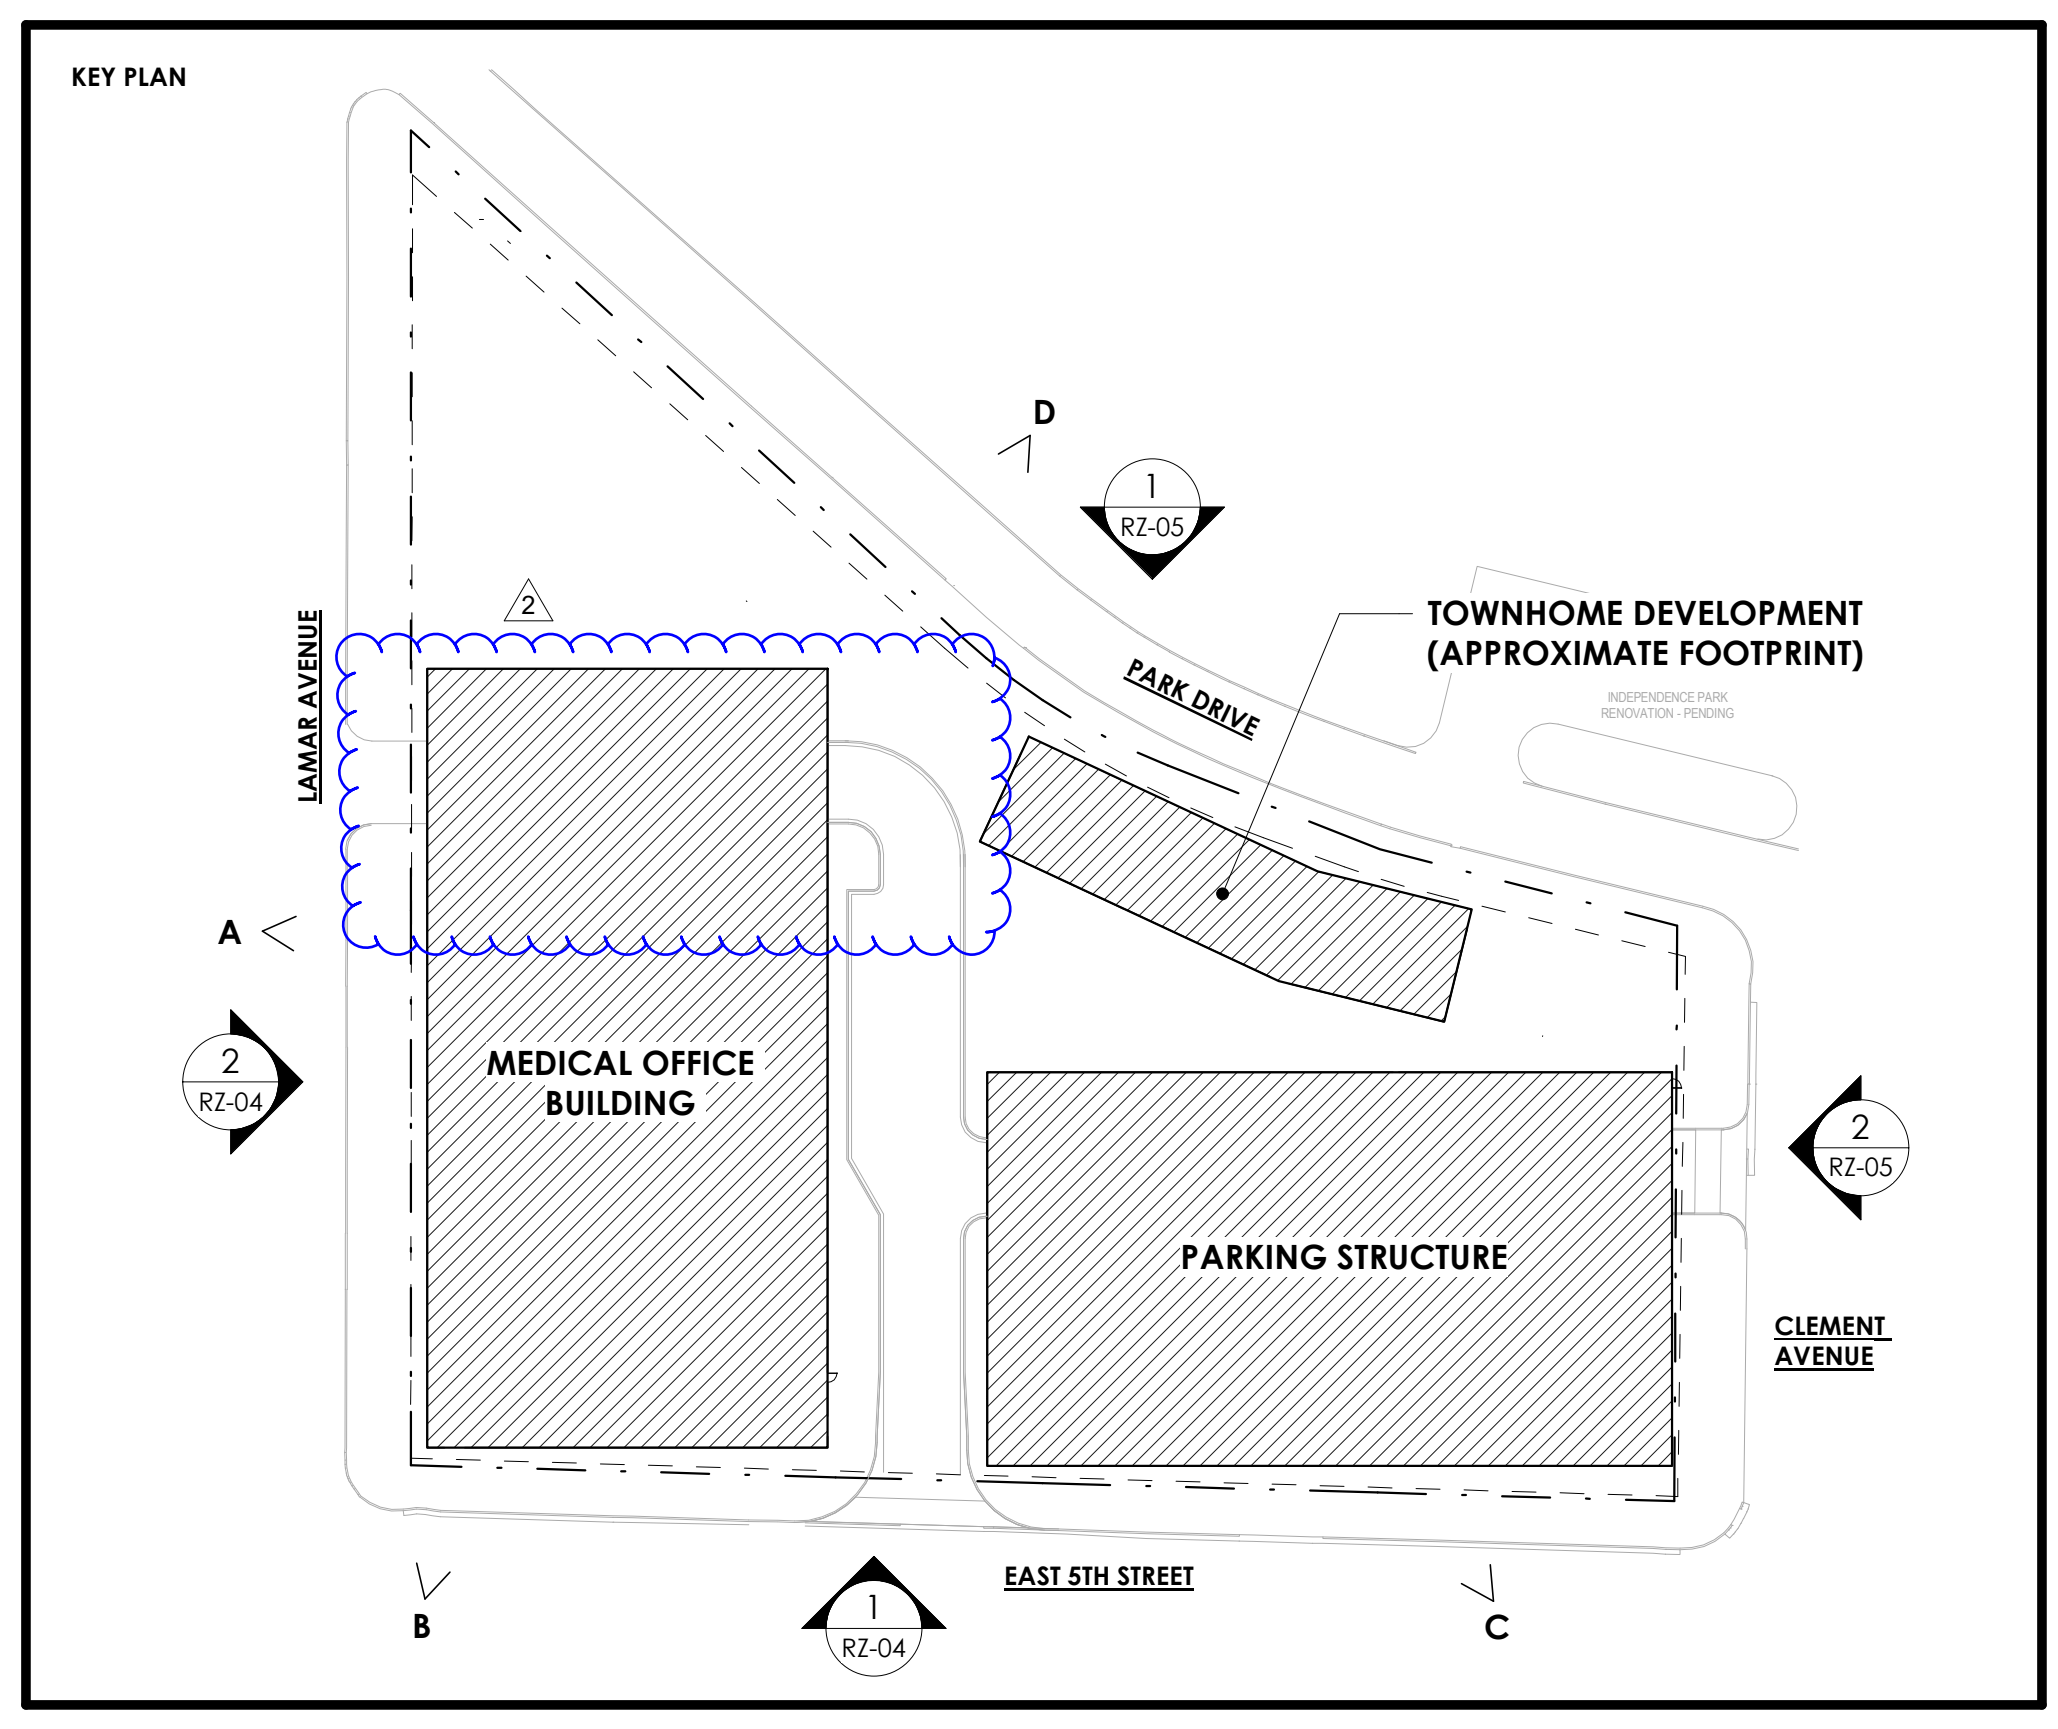 KEY PLAN
D
1
RZ-05
2
LAMAR AVENUE
TOWNHOME DEVELOPMENT
(APPROXIMATE FOOTPRINT)
PARK DRIVE
INDEPENDENCE PARK
RENOVATION - PENDING
A
2
RZ-04
MEDICAL OFFICE
BUILDING
2
RZ-05
PARKING STRUCTURE
CLEMENT
AVENUE
EAST 5TH STREET
B
1
RZ-04
C